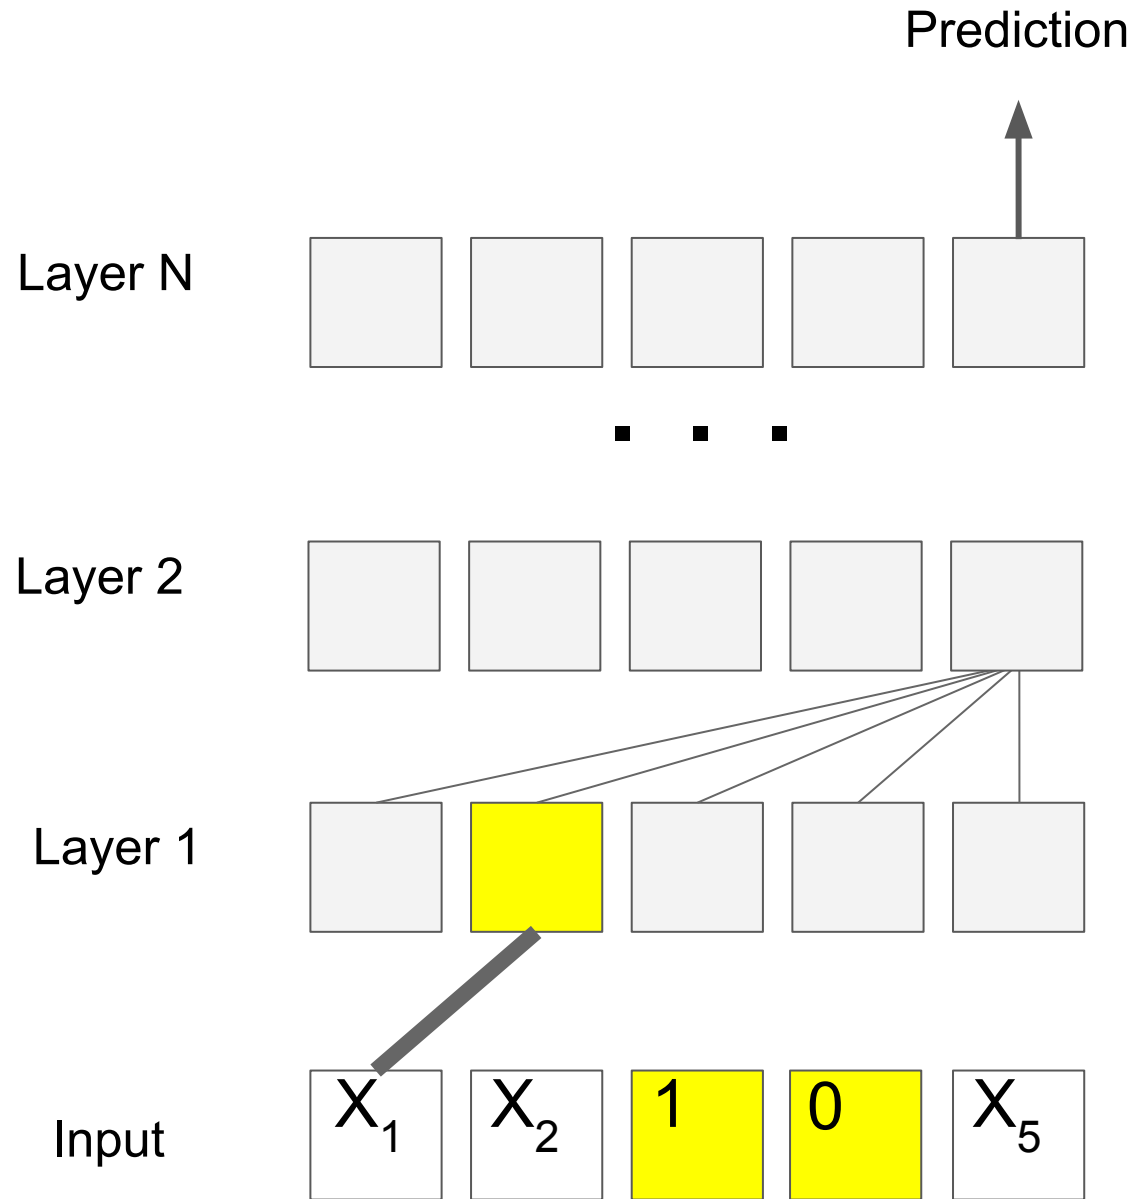 Prediction
Layer N
. . .
Layer 2
Layer 1
Input X₁ X₂ 1 0 X₅